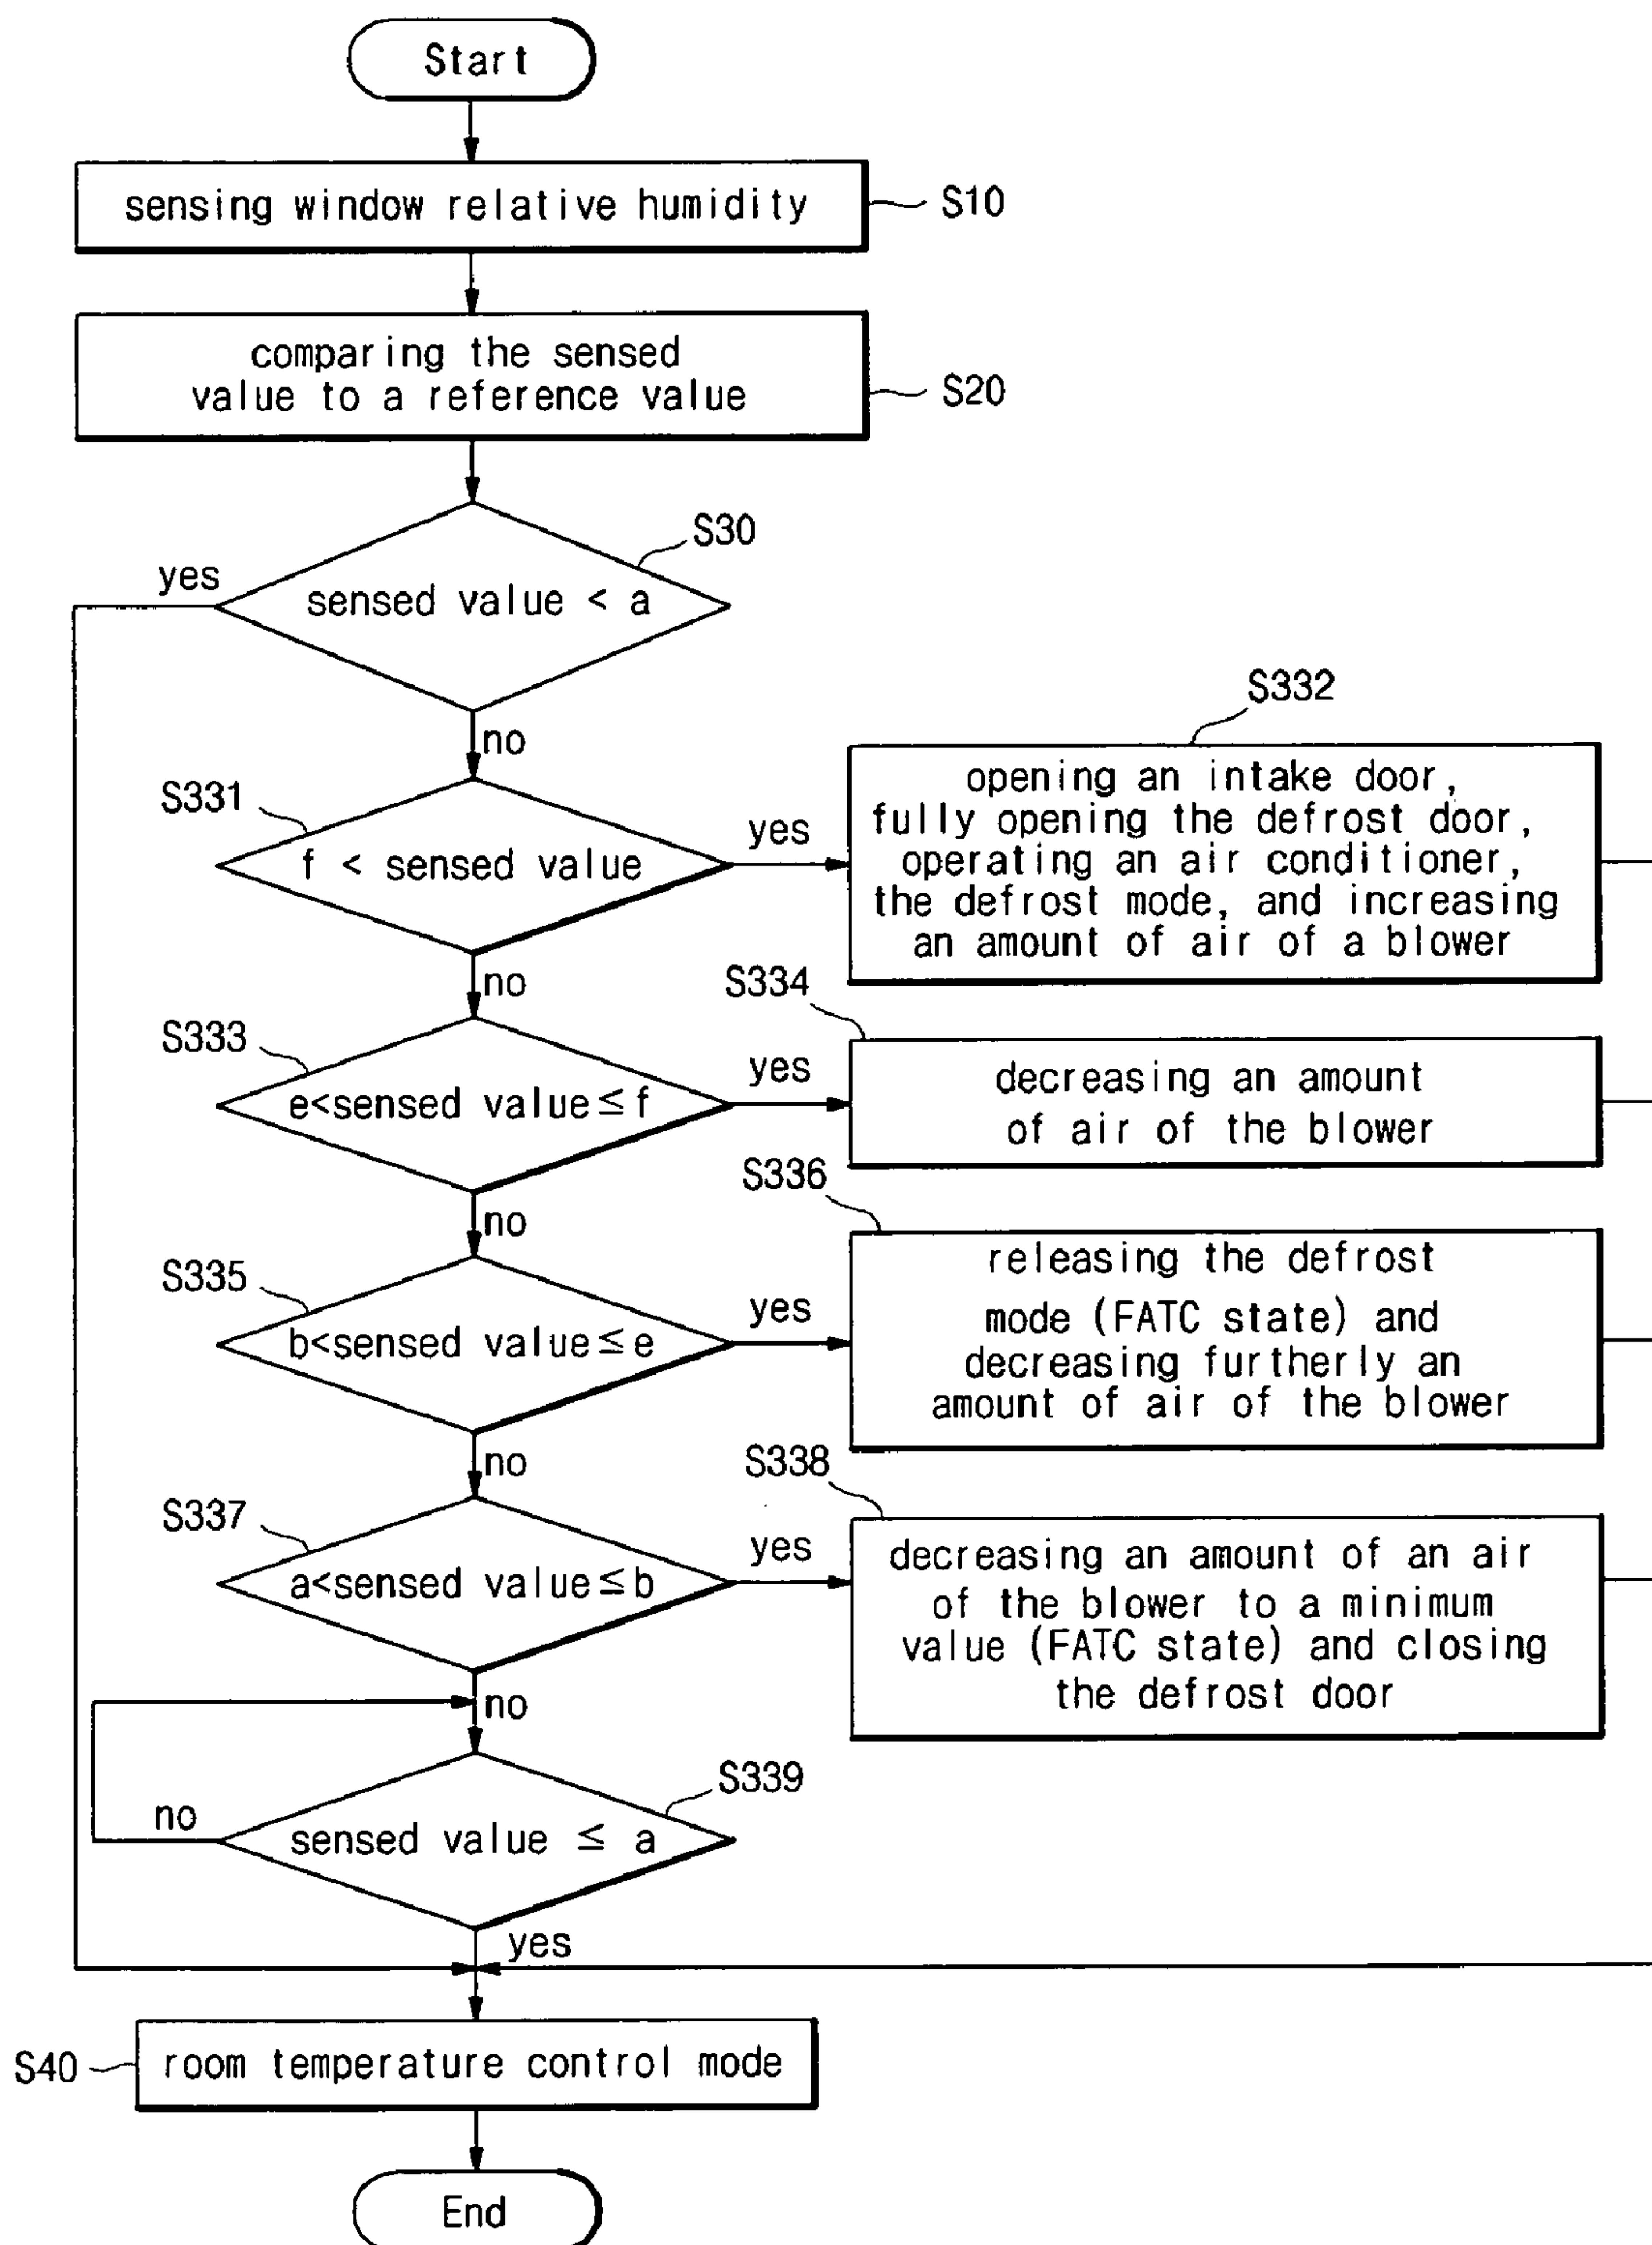 Start
sensing window relative humidity
S10
comparing the sensed
value to a reference value
S20
S30
yes
sensed value < a
no
S331
f < sensed value
yes
S332
opening an intake door,
fully opening the defrost door,
operating an air conditioner,
the defrost mode, and increasing
an amount of air of a blower
no
S333
e<sensed value≤f
yes
S334
decreasing an amount
of air of the blower
no
S335
b<sensed value≤e
yes
S336
releasing the defrost
mode (FATC state) and
decreasing furtherly an
amount of air of the blower
no
S337
a<sensed value≤b
yes
S338
decreasing an amount of an air
of the blower to a minimum
value (FATC state) and closing
the defrost door
no
S339
no
sensed value ≤ a
yes
S40
room temperature control mode
End